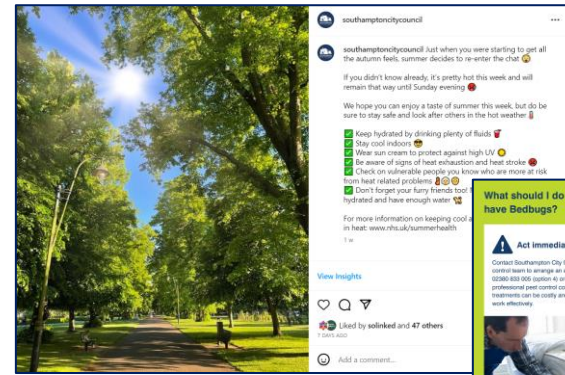 southamptoncitycouncil
southamptoncitycouncil Just when you were starting to get all
the autumn feels, summer decides to re-enter the chat 😱
If you didn't know already, it's pretty hot this week and will
remain that way until Sunday evening 🥵
We hope you can enjoy a taste of summer this week, but do be
sure to stay safe and look after others in the hot weather 🌡
✅ Keep hydrated by drinking plenty of fluids 🥤
✅ Stay cool indoors 😎
✅ Wear sun cream to protect against high UV 🌞
✅ Be aware of signs of heat exhaustion and heat stroke 🥵
✅ Check on vulnerable people you know who are more at risk
from heat related problems
✅ Don't forget your furry friends too!
hydrated and have enough water
For more information on keeping cool
in heat: www.nhs.uk/summerhealth
1 w
View Insights
Liked by solinked and 47 others
7 DAYS AGO
Add a comment...
What should I do
have Bedbugs?
Act immedia
Contact Southampton City
control team to arrange an
02380 833 005 (option 4) or
professional pest control co
treatments can be costly an
work effectively.